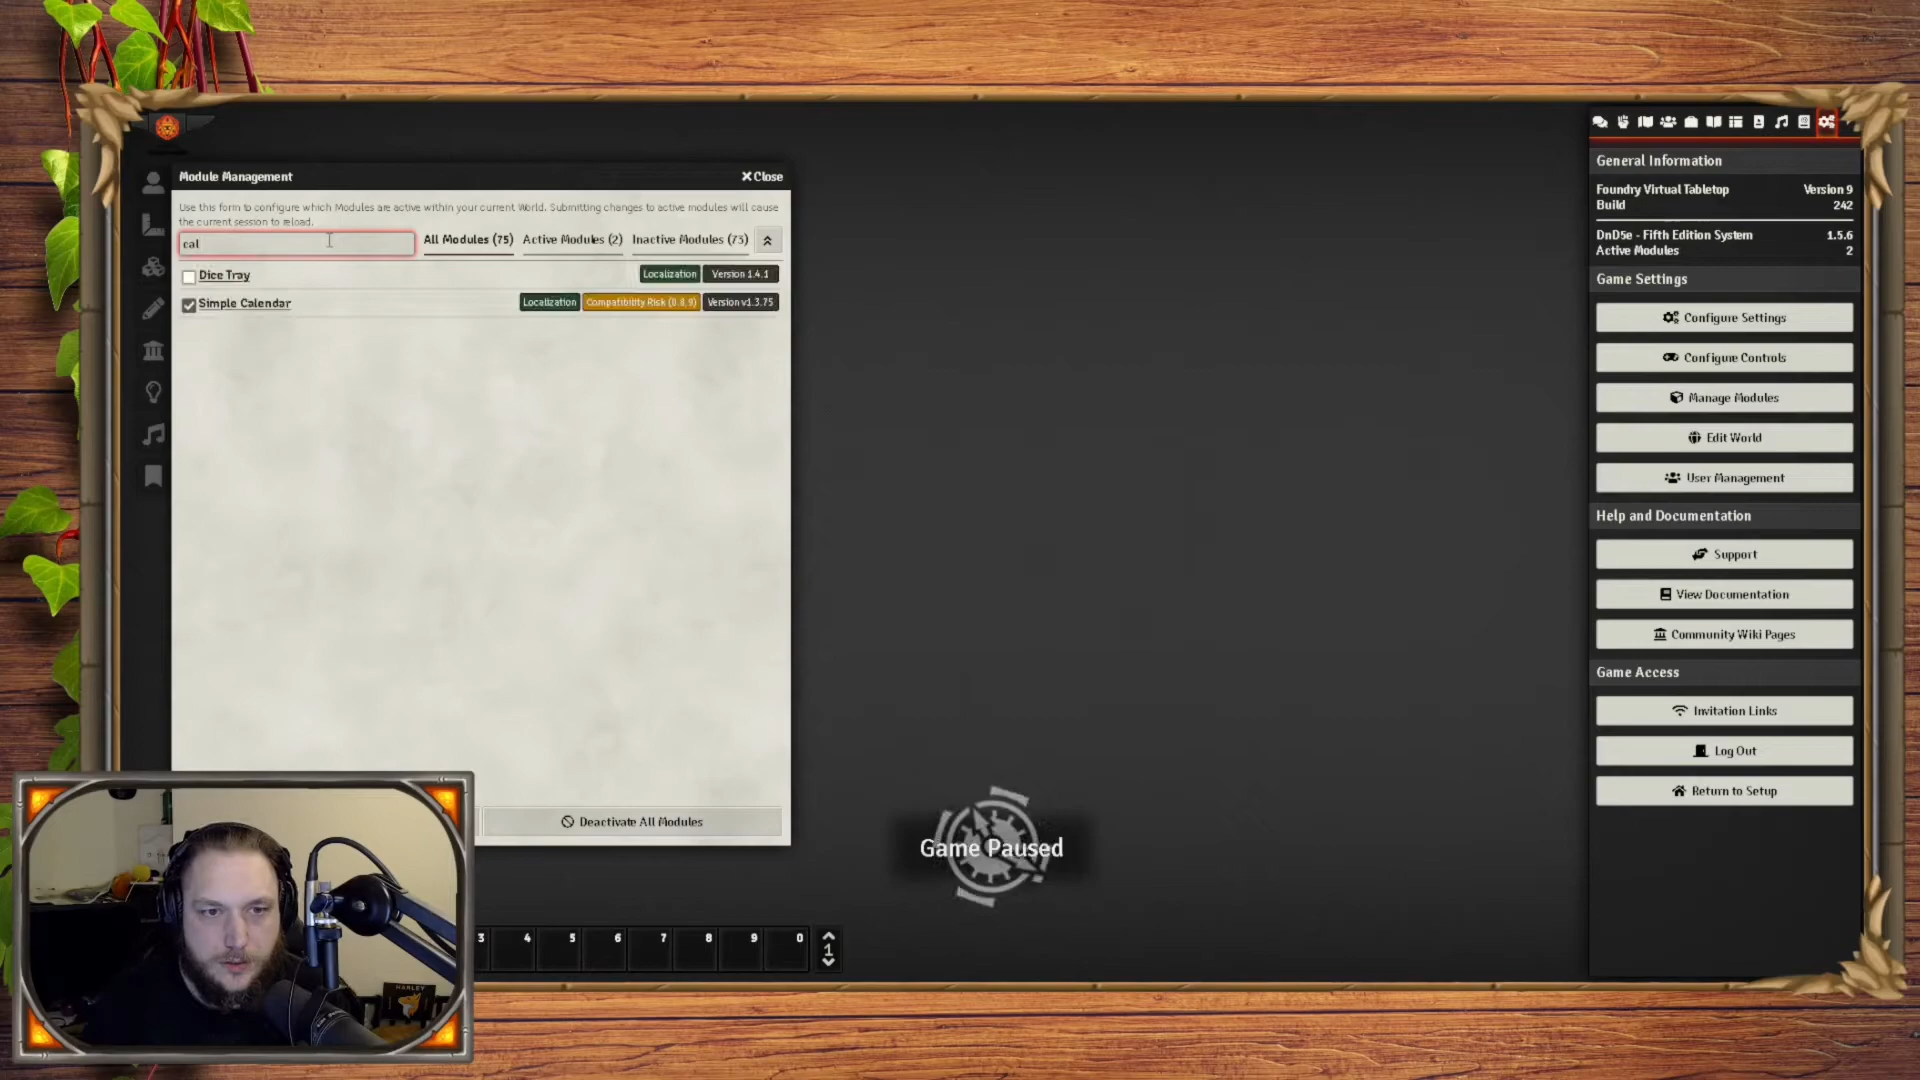 Module Management
Close
Use this form to configure which Modules are active within your current World. Submitting changes to active modules will cause
the current session to reload.
cal
All Modules (75)
Active Modules (2)
Inactive Modules (73)
Dice Tray
Localization
Version 1.4.1
Simple Calendar
Localization
Compatibility Risk (0.8.9)
Version v1.3.75
Deactivate All Modules
Game Paused
3 4 5 6 7 8 9 0
1
HARLEY
General Information
Foundry Virtual Tabletop Version 9
Build 242
DnD5e - Fifth Edition System 1.5.6
Active Modules 2
Game Settings
Configure Settings
Configure Controls
Manage Modules
Edit World
User Management
Help and Documentation
Support
View Documentation
Community Wiki Pages
Game Access
Invitation Links
Log Out
Return to Setup